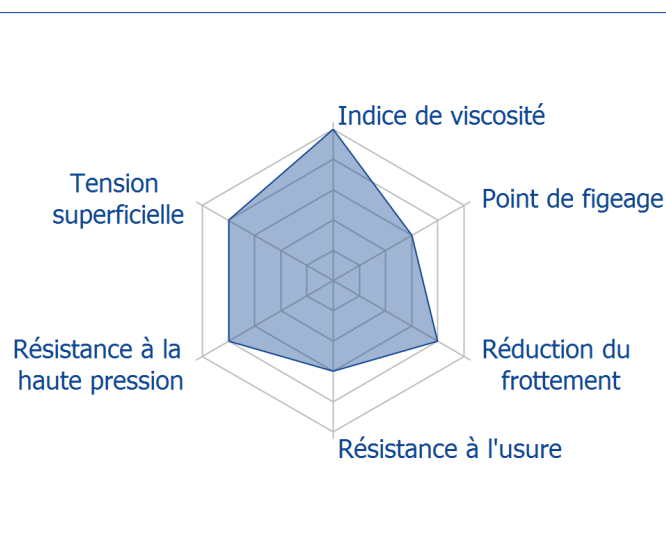 Indice de viscosité
Tension
superficielle
Point de figeage
Résistance à la
haute pression
Réduction du
frottement
Résistance à l'usure